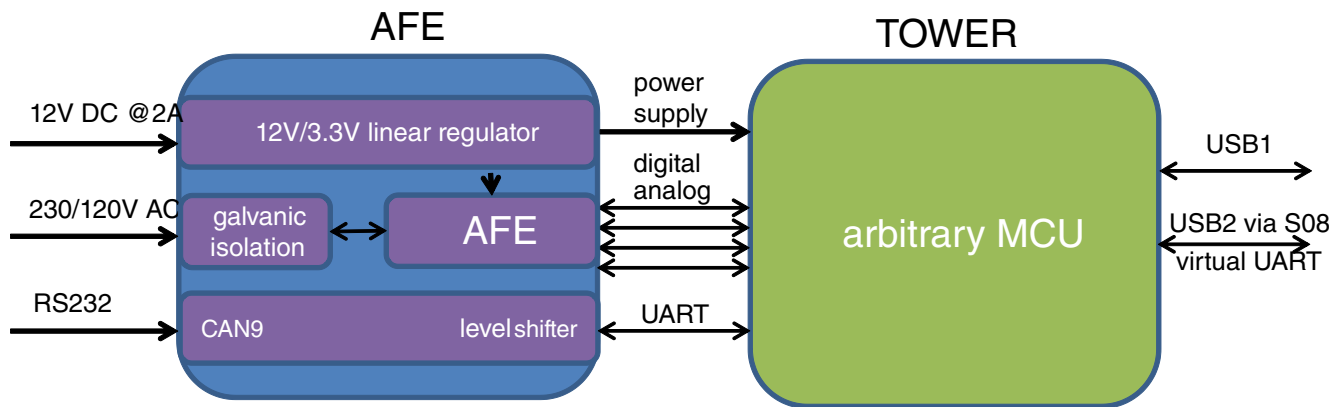 AFE
TOWER
12V DC @2A
12V/3.3V linear regulator
power
supply
digital
analog
230/120V AC
galvanic
isolation
AFE
arbitrary MCU
USB1
USB2 via S08
virtual UART
RS232
CAN9
level shifter
UART